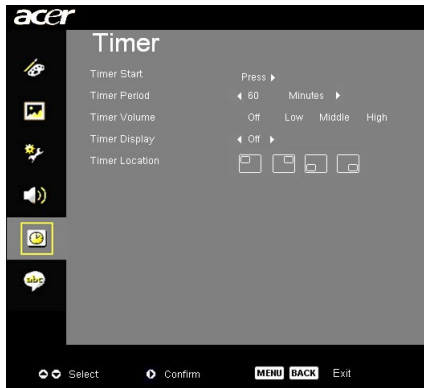 acer
Timer
Timer Start Press
Timer Period 60 Minutes
Timer Volume Off Low Middle High
Timer Display Off
Timer Location
abc
Select Confirm MENU BACK Exit